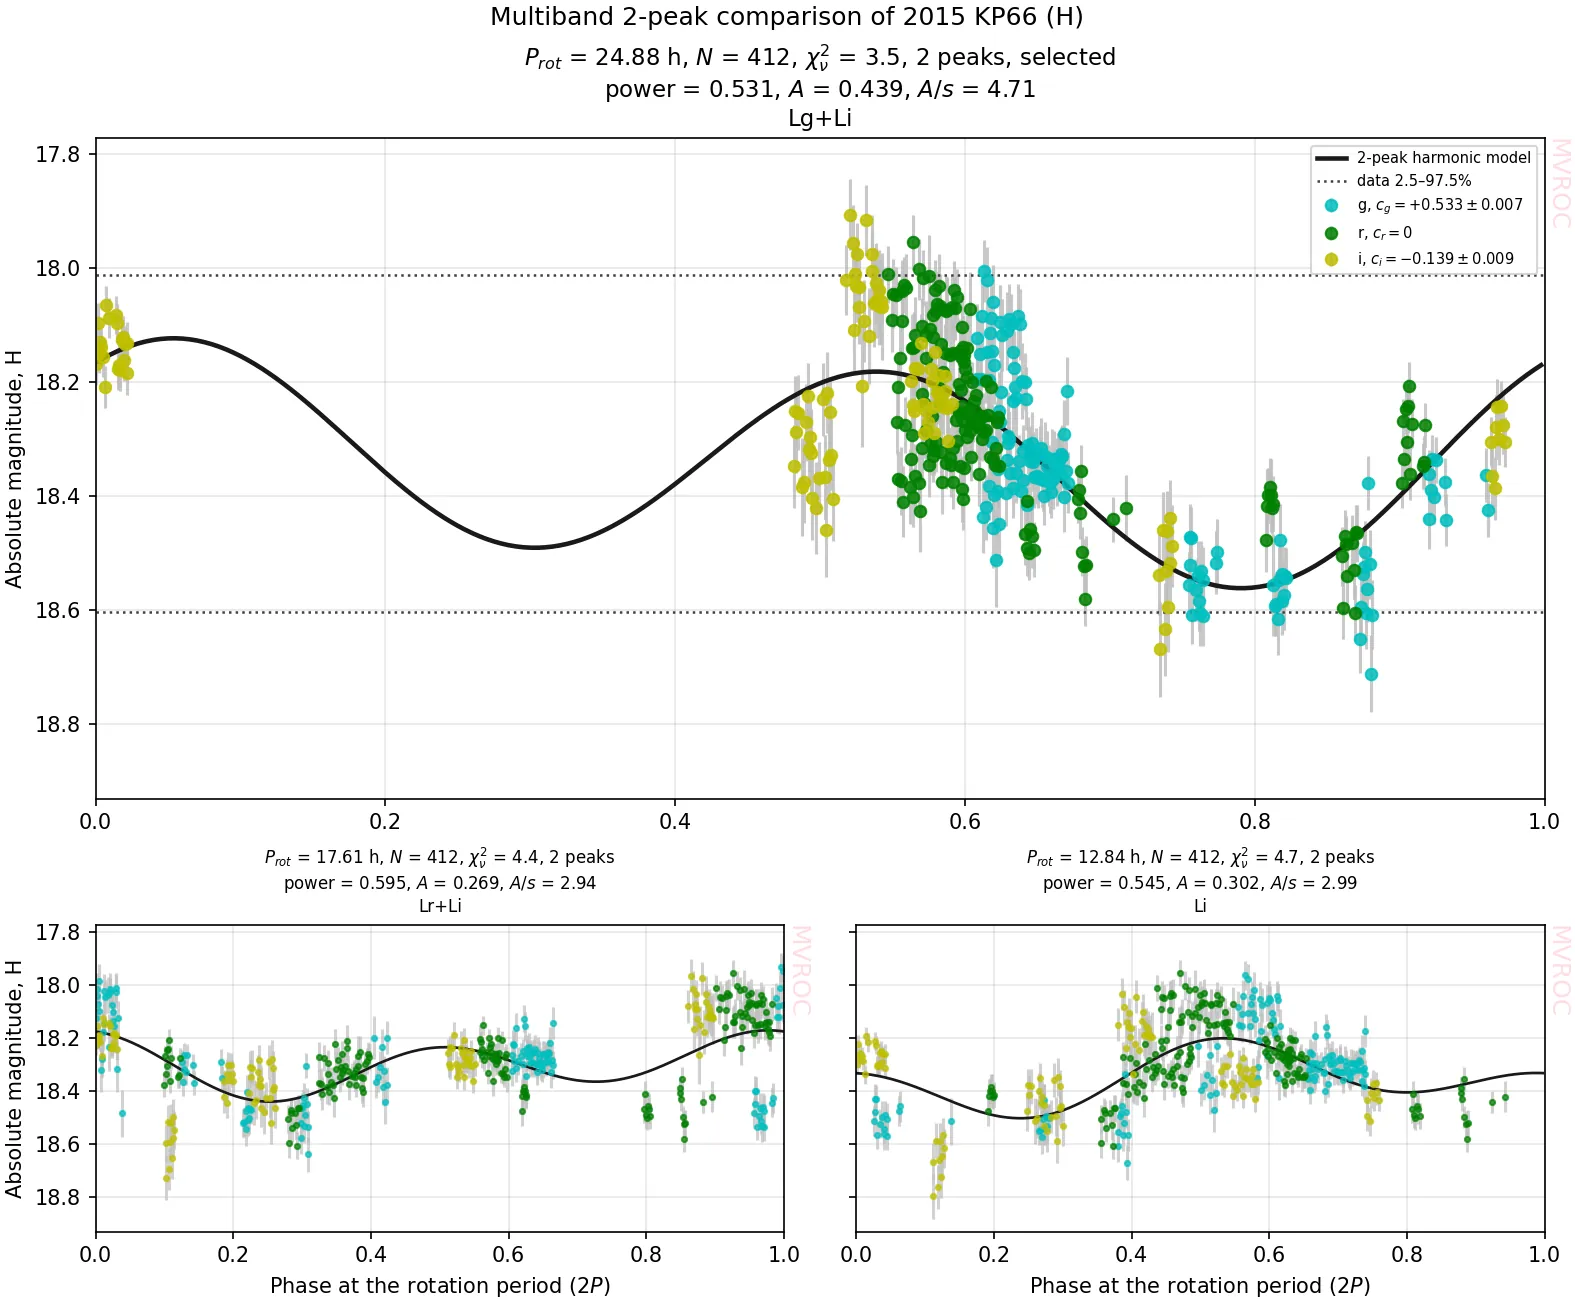 Multiband 2-peak comparison of 2015 KP66 (H)
P_rot = 24.88 h, N = 412, χ²_ν = 3.5, 2 peaks, selected
power = 0.531, A = 0.439, A/s = 4.71
Lg+Li
MVROC
2-peak harmonic model
data 2.5–97.5%
g, c_g = +0.533 ± 0.007
r, c_r = 0
i, c_i = −0.139 ± 0.009
Absolute magnitude, H
17.8
18.0
18.2
18.4
18.6
18.8
0.0 0.2 0.4 0.6 0.8 1.0
P_rot = 17.61 h, N = 412, χ²_ν = 4.4, 2 peaks
power = 0.595, A = 0.269, A/s = 2.94
Lr+Li
MVROC
Absolute magnitude, H
17.8
18.0
18.2
18.4
18.6
18.8
0.0 0.2 0.4 0.6 0.8 1.0
Phase at the rotation period (2P)
P_rot = 12.84 h, N = 412, χ²_ν = 4.7, 2 peaks
power = 0.545, A = 0.302, A/s = 2.99
Li
MVROC
0.0 0.2 0.4 0.6 0.8 1.0
Phase at the rotation period (2P)